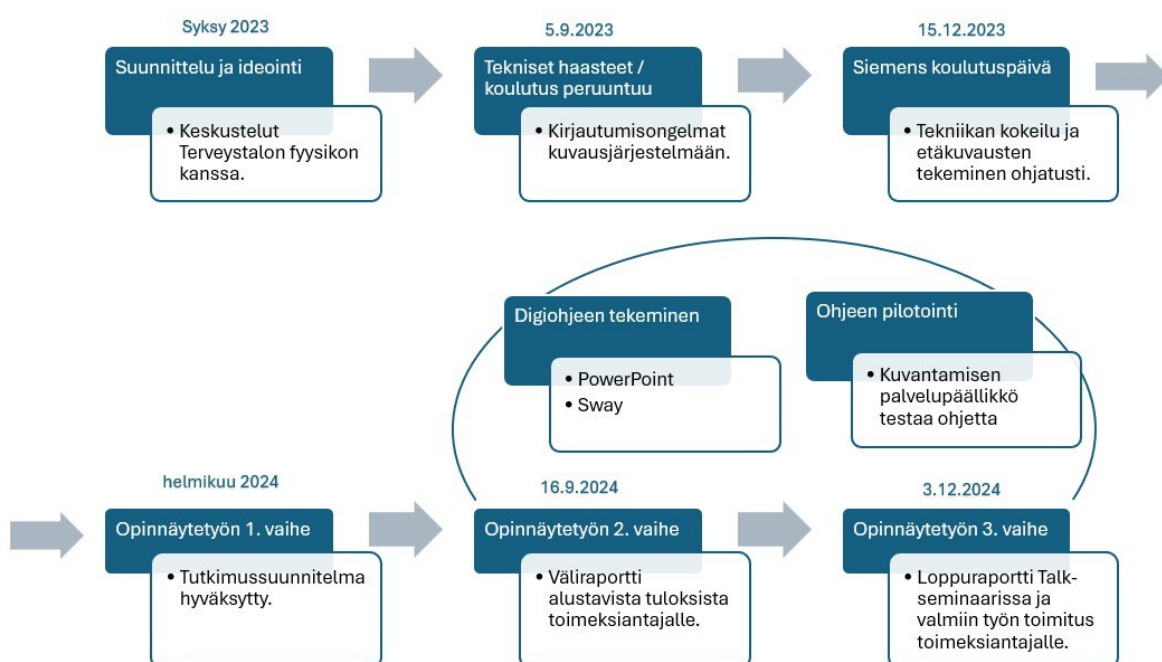 Syksy 2023
Suunnittelu ja ideointi
• Keskustelut
Terveystalon fyysikon
kanssa.
5.9.2023
Tekniset haasteet /
koulutus peruuntuu
• Kirjautumisongelmat
kuvausjärjestelmään.
15.12.2023
Siemens koulutuspäivä
• Tekniikan kokeilu ja
etäkuvausten
tekeminen ohjatusti.
Digiohjeen tekeminen
• PowerPoint
• Sway
Ohjeen pilotointi
• Kuvantamisen
palvelupäällikkö
testaa ohjetta
helmikuu 2024
Opinnäytetyön 1. vaihe
• Tutkimussuunnitelma
hyväksytty.
16.9.2024
Opinnäytetyön 2. vaihe
• Väliraportti
alustavista tuloksista
toimeksiantajalle.
3.12.2024
Opinnäytetyön 3. vaihe
• Loppuraportti Talk-
seminaarissa ja
valmiin työn toimitus
toimeksiantajalle.